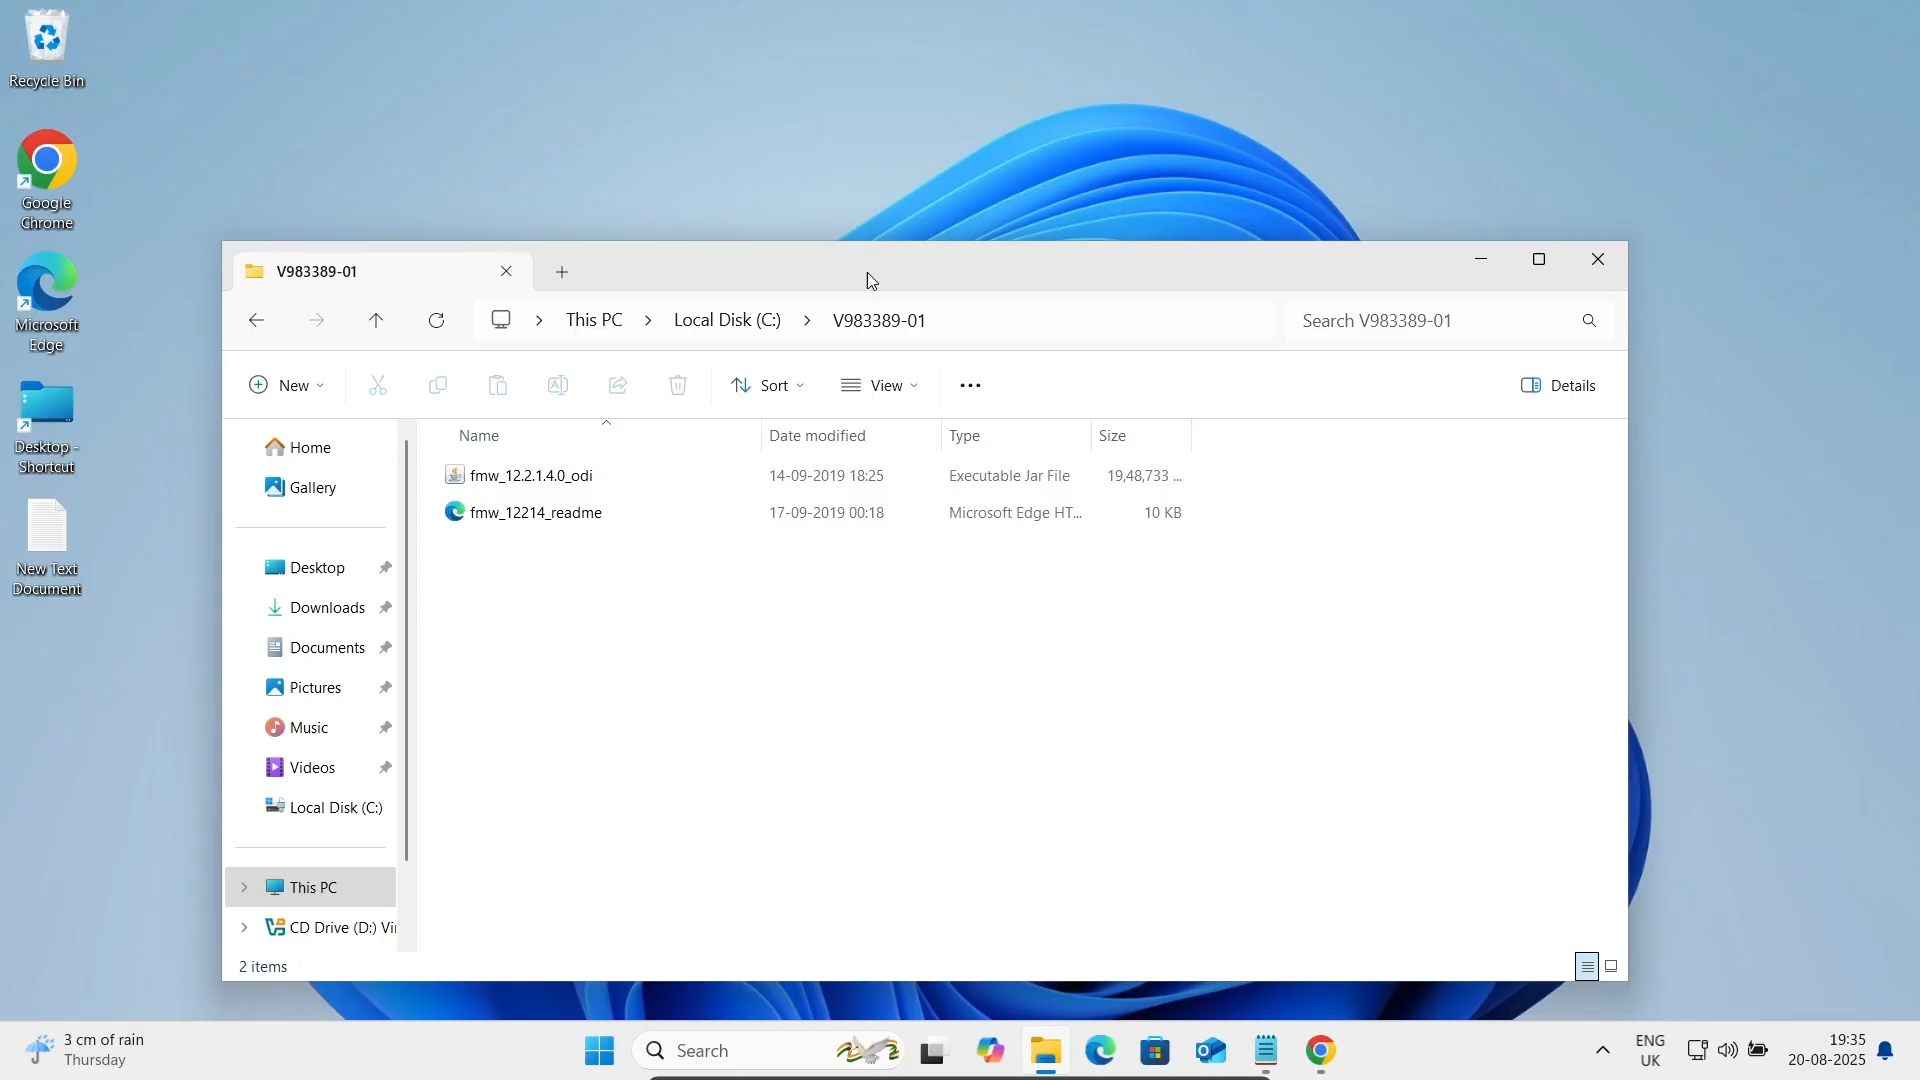 Recycle Bin
Google
Chrome
Microsoft
Edge
Desktop -
Shortcut
New Text
Document
V983389-01
This PC
Local Disk (C:)
V983389-01
Search V983389-01
New
Sort
View
Details
Name
Date modified
Type
Size
fmw_12.2.1.4.0_odi
14-09-2019 18:25
Executable Jar File
19,48,733 ...
fmw_12214_readme
17-09-2019 00:18
Microsoft Edge HT...
10 KB
Home
Gallery
Desktop
Downloads
Documents
Pictures
Music
Videos
Local Disk (C:)
This PC
CD Drive (D:) Vi
2 items
3 cm of rain
Thursday
Search
ENG
UK
19:35
20-08-2025